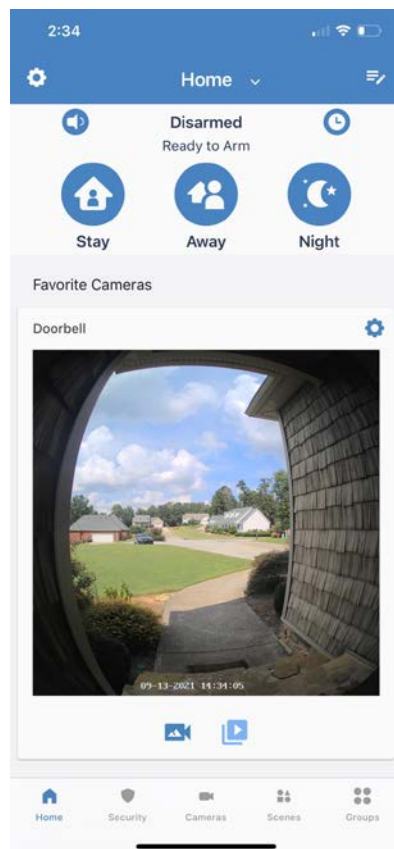 2:34
Home
Disarmed
Ready to Arm
Stay Away Night
Favorite Cameras
Doorbell
09-13-2021 14:34:05
Home Security Cameras Scenes Groups